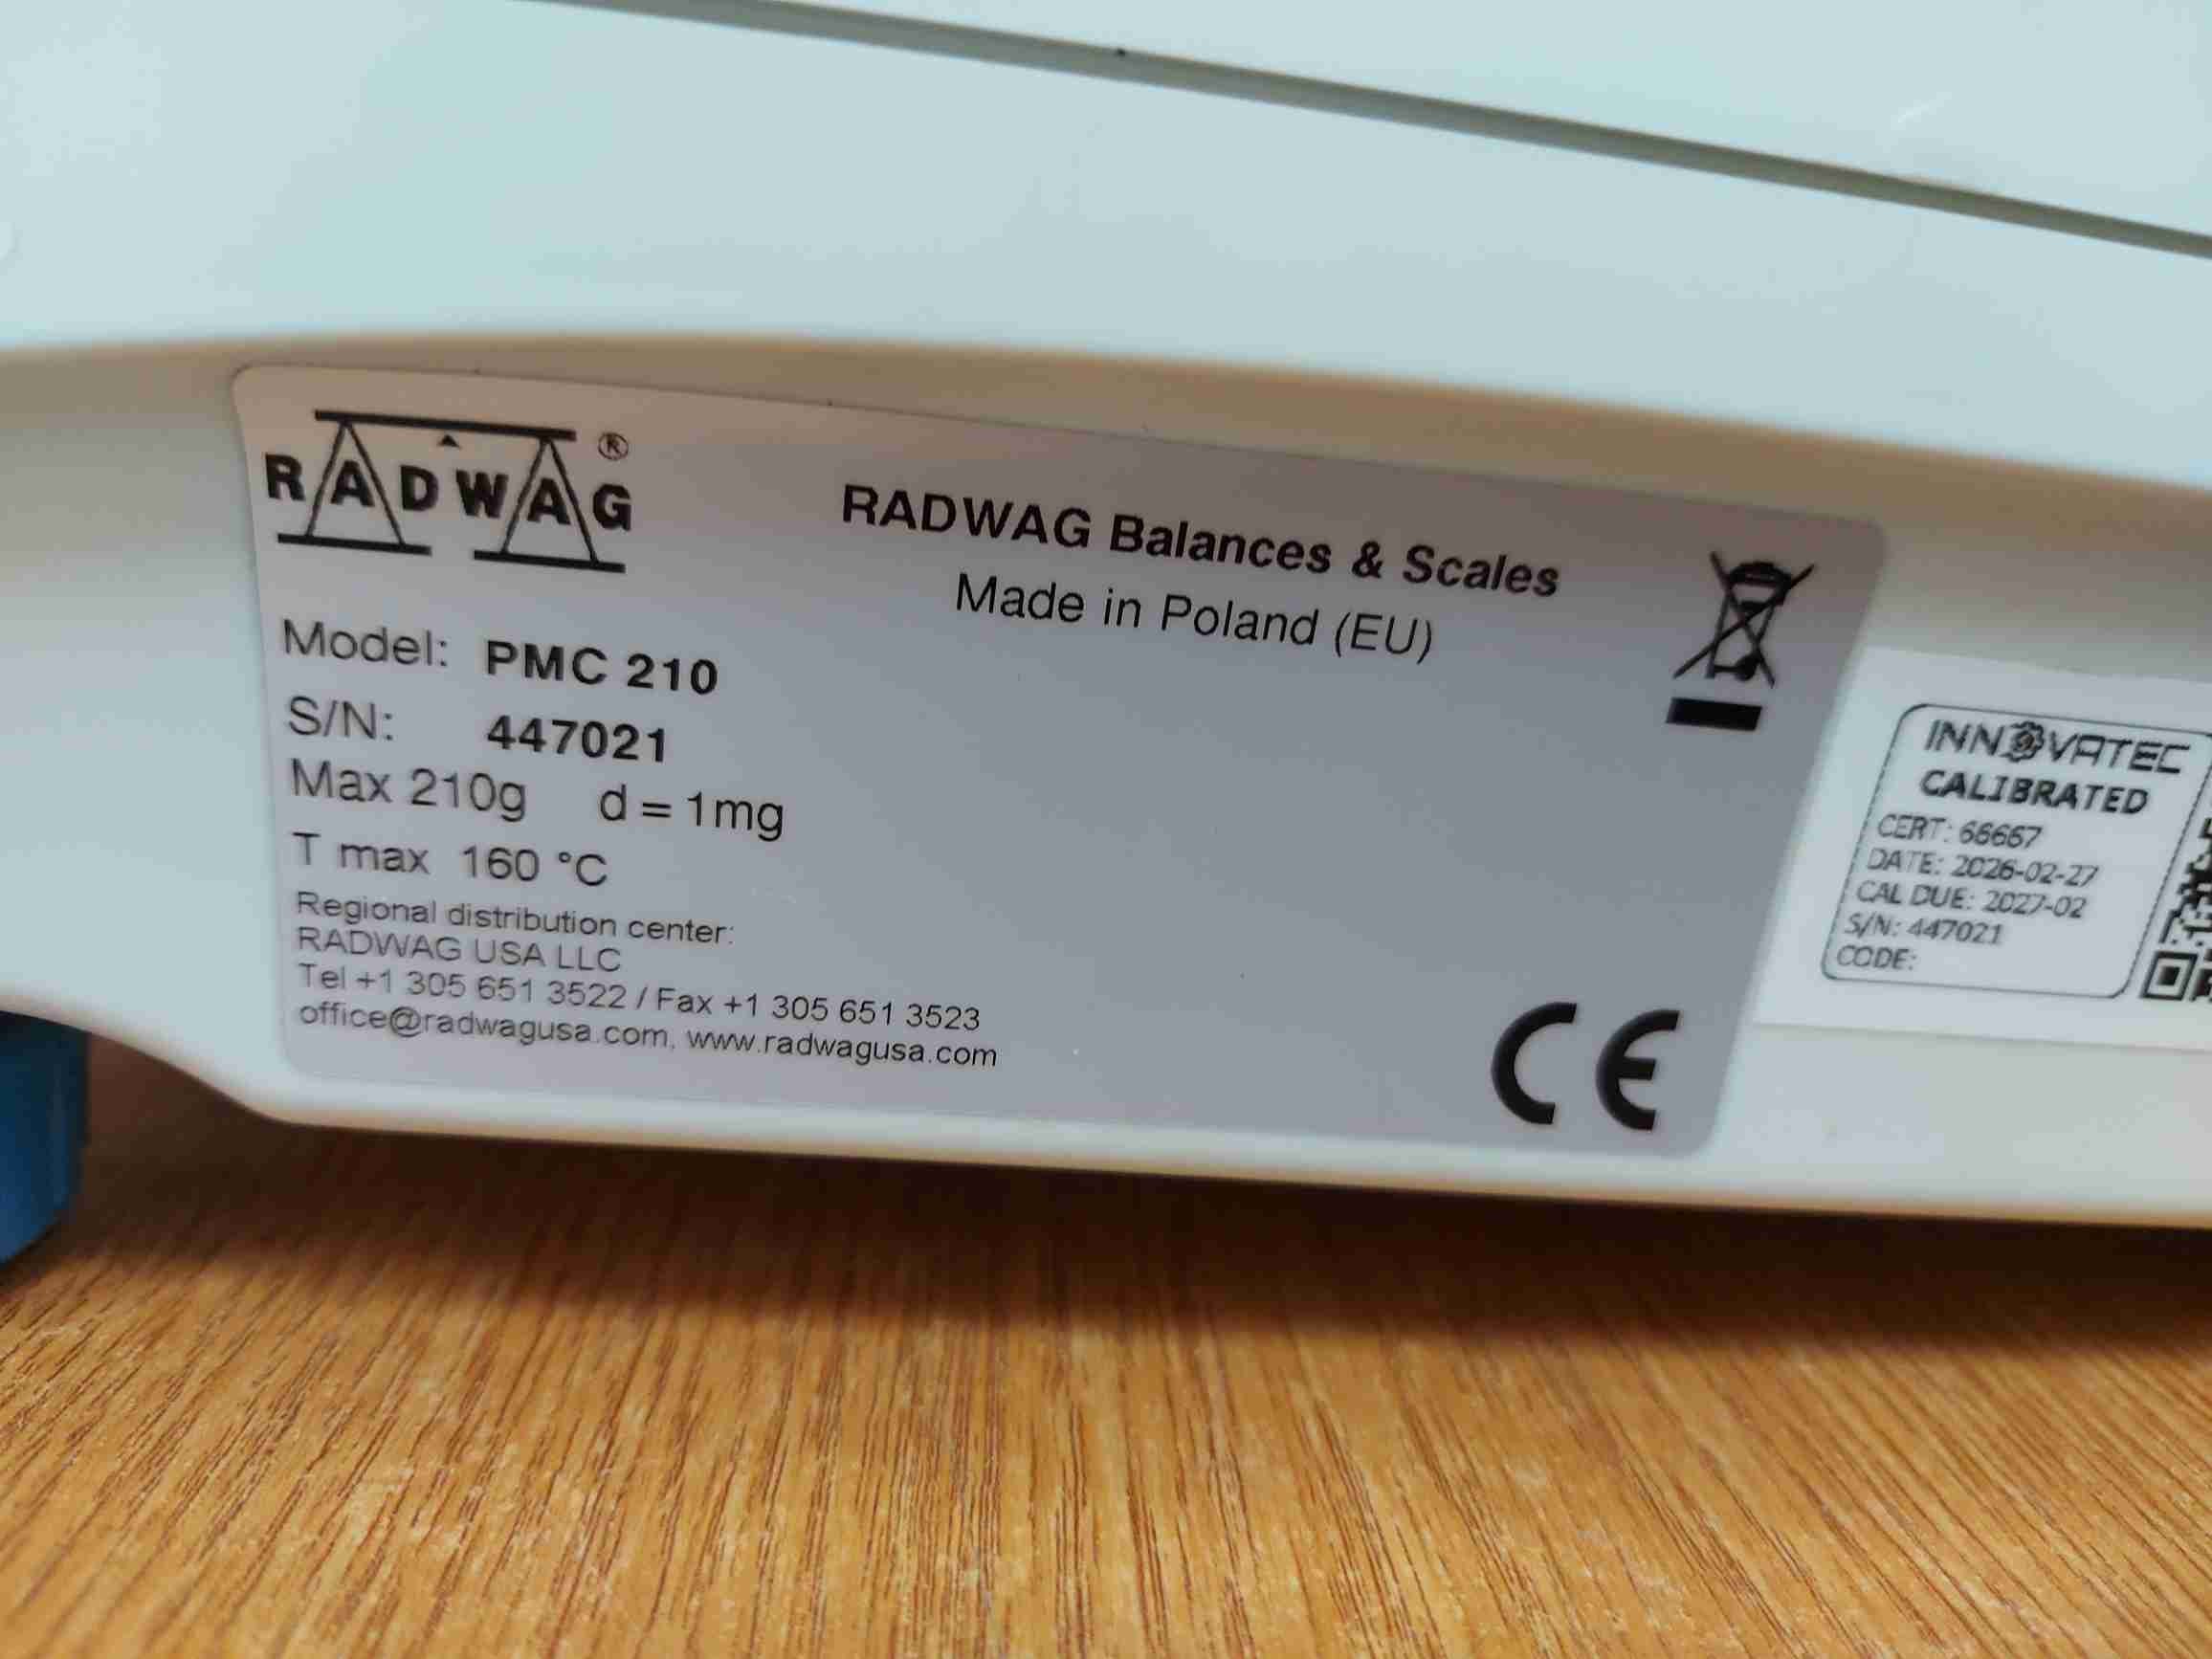 RADWAG®
RADWAG Balances & Scales
Made in Poland (EU)
Model: PMC 210
S/N: 447021
Max 210g d = 1mg
T max 160 °C
Regional distribution center:
RADWAG USA LLC
Tel +1 305 651 3522 / Fax +1 305 651 3523
office@radwagusa.com, www.radwagusa.com
CE
INNOVATEC
CALIBRATED
CERT: 66667
DATE: 2026-02-27
CAL DUE: 2027-02
S/N: 447021
CODE: